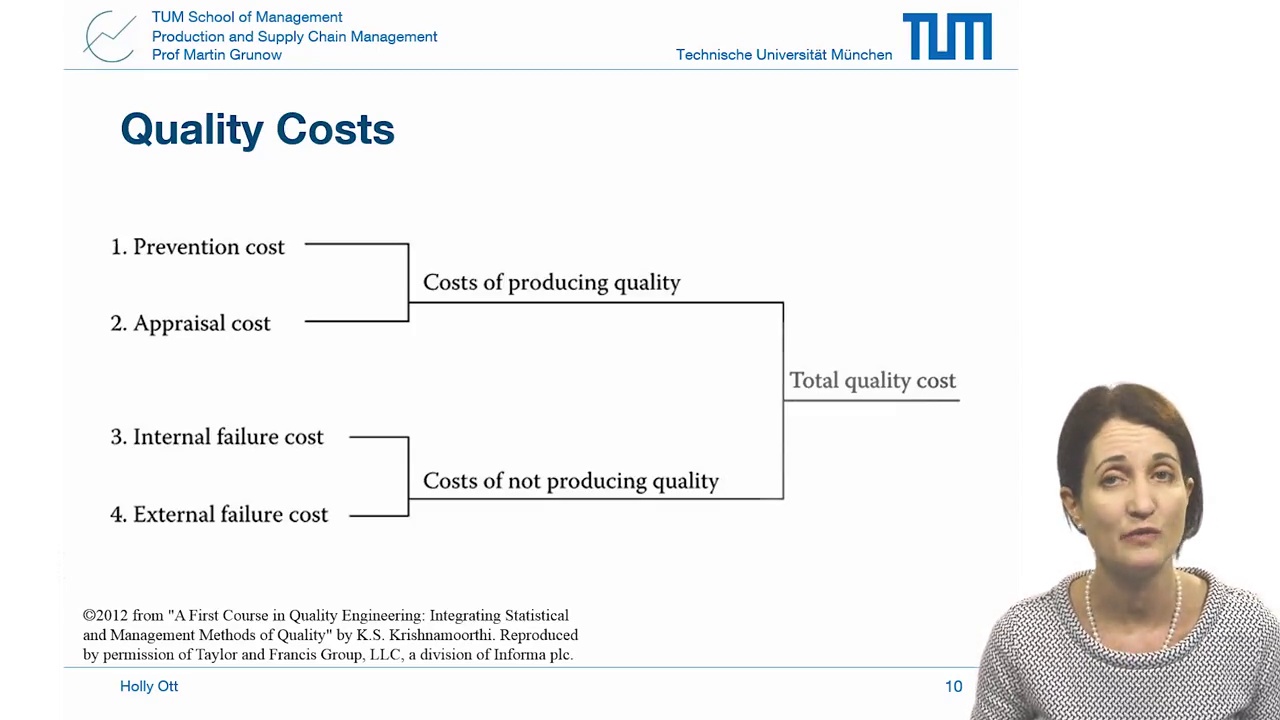 TUM School of Management
Production and Supply Chain Management
Prof Martin Grunow
Technische Universität München
TUM
Quality Costs
1. Prevention cost
Costs of producing quality
2. Appraisal cost
Total quality cost
3. Internal failure cost
Costs of not producing quality
4. External failure cost
©2012 from "A First Course in Quality Engineering: Integrating Statistical
and Management Methods of Quality" by K.S. Krishnamoorthi. Reproduced
by permission of Taylor and Francis Group, LLC, a division of Informa plc.
Holly Ott
10